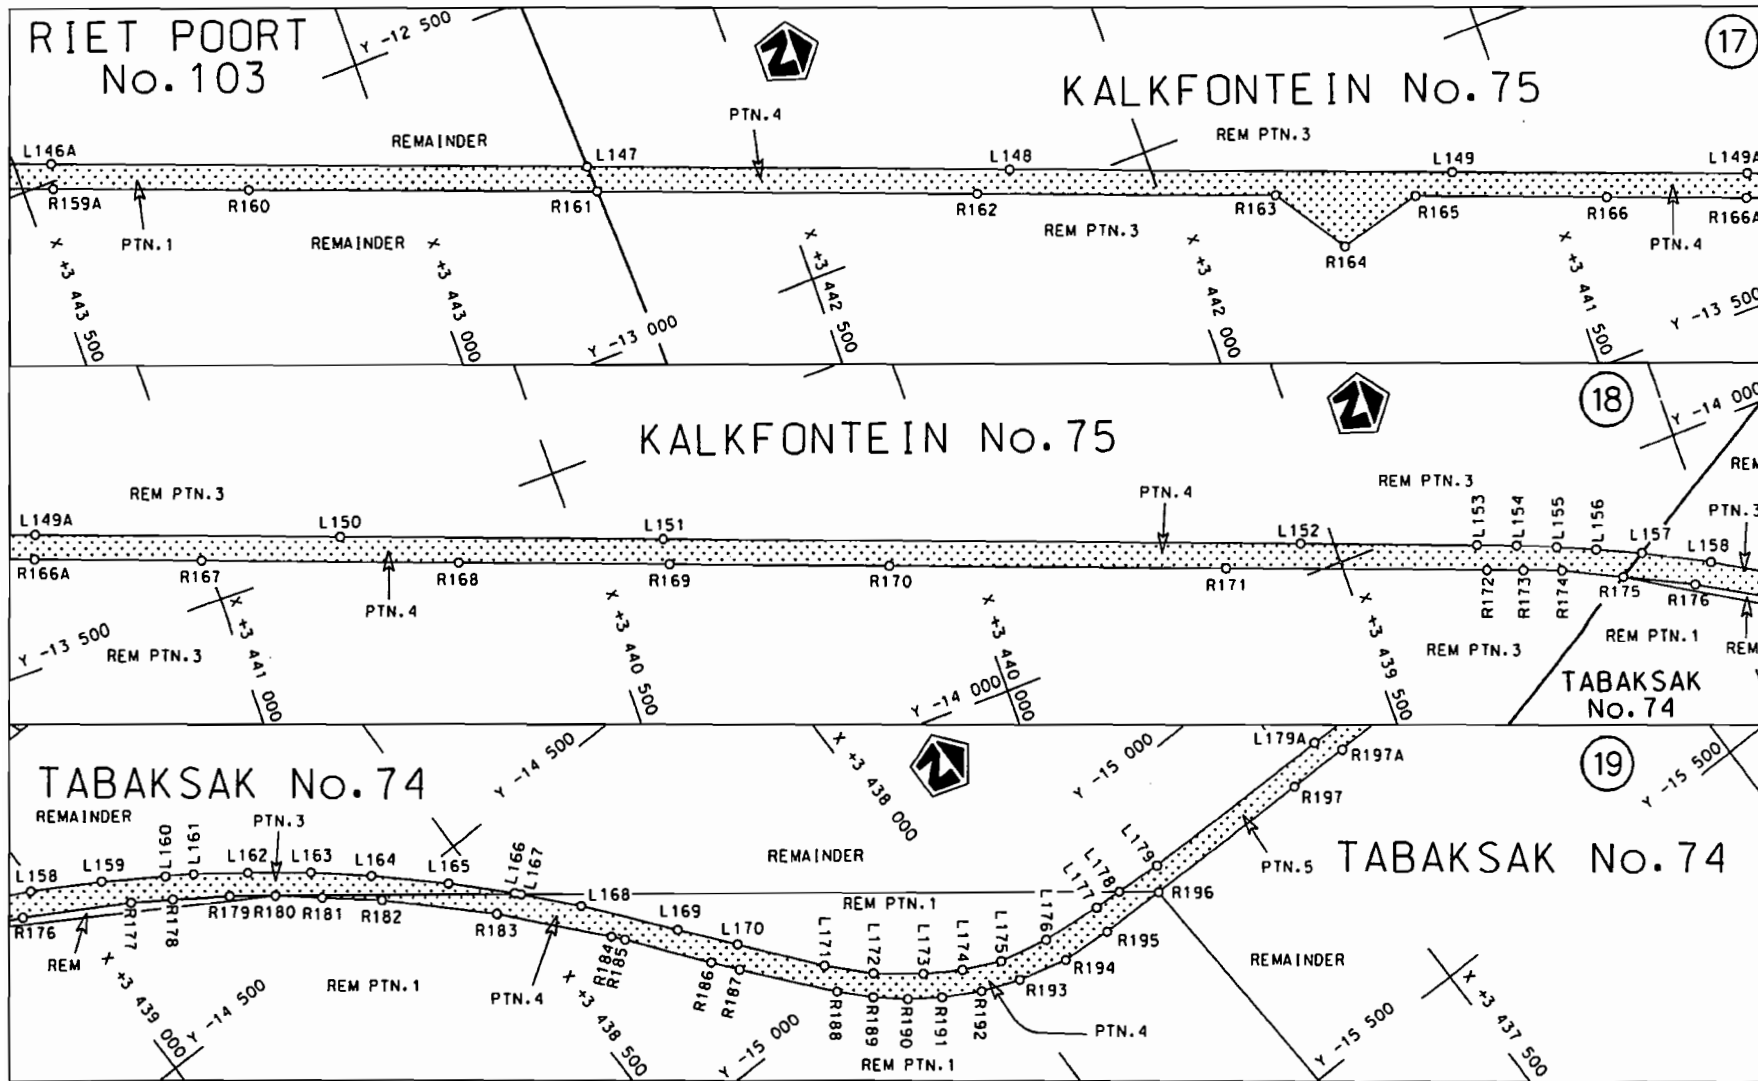 RIET POORT
No.103
Y -12 500
17
KALKFONTEIN No.75
PTN.4
REMAINDER
REM PTN.3
L146A
L147
L148
L149
L149A
R159A
R160
R161
R162
R163
R165
R166
R166A
PTN.1
REMAINDER
REM PTN.3
R164
PTN.4
X +3 443 500
X +3 443 000
Y -13 000
X +3 442 500
X +3 442 000
X +3 441 500
Y -13 500
18
Y -14 000
KALKFONTEIN No.75
REM PTN.3
PTN.4
REM PTN.3
REM
PTN.3
L149A
L150
L151
L152
L153
L154
L155
L156
L157
L158
R166A
R167
R168
R169
R170
R171
R172
R173
R174
R175
R176
PTN.4
Y -13 500
REM PTN.3
X +3 441 000
X +3 440 500
Y -14 000
X +3 440 000
X +3 439 500
REM PTN.3
REM PTN.1
REM
TABAKSAK
No.74
19
TABAKSAK No.74
REMAINDER
Y -14 500
X +3 438 000
Y -15 000
L179A
R197A
R197
Y -15 500
PTN.3
L158
L159
L160
L161
L162
L163
L164
L165
L166
L167
L168
L169
L170
L171
L172
L173
L174
L175
L176
L177
L178
L179
REMAINDER
REM PTN.1
PTN.5
TABAKSAK No.74
R176
R177
R178
R179
R180
R181
R182
R183
R184
R185
R186
R187
R188
R189
R190
R191
R192
R193
R194
R195
R196
REM
X +3 439 000
Y -14 500
REM PTN.1
PTN.4
X +3 438 500
Y -15 000
REM PTN.1
PTN.4
REMAINDER
Y -15 500
X +3 437 500